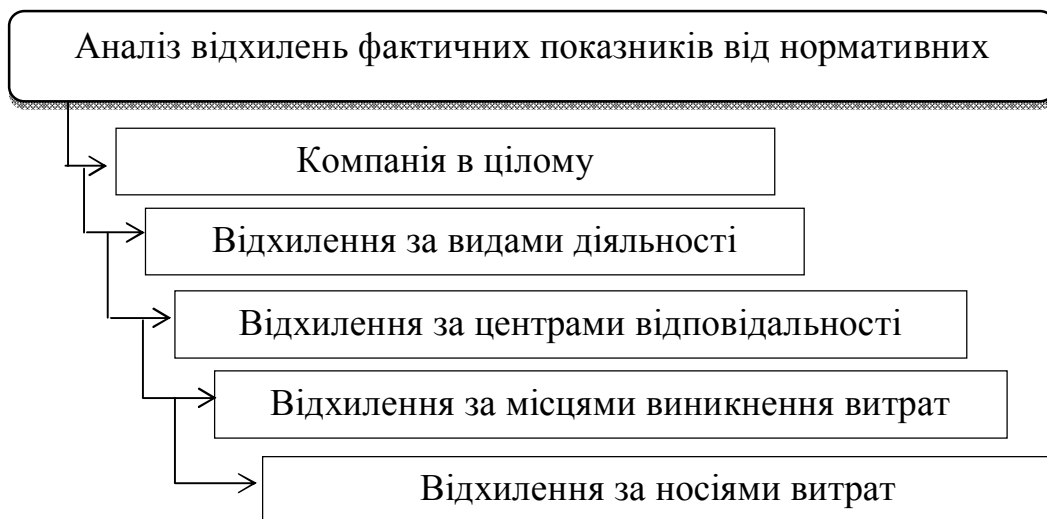 Аналіз відхилень фактичних показників від нормативних
Компанія в цілому
Відхилення за видами діяльності
Відхилення за центрами відповідальності
Відхилення за місцями виникнення витрат
Відхилення за носіями витрат